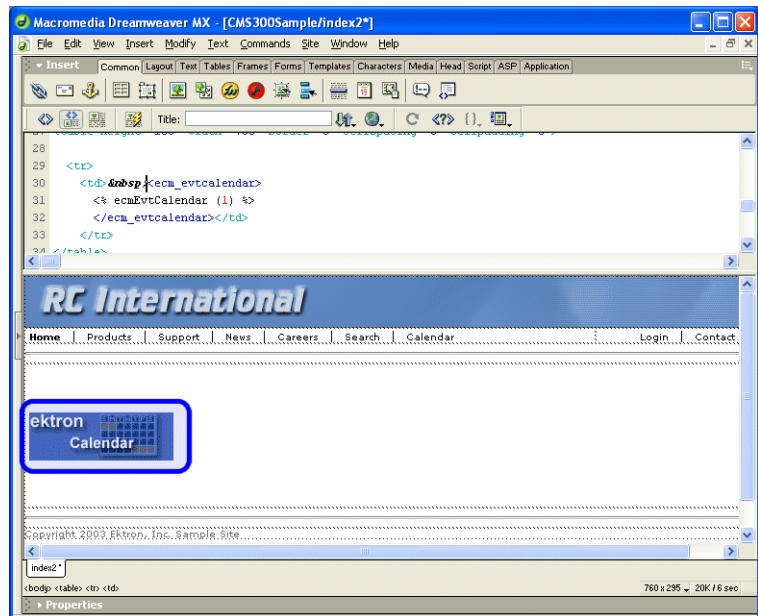 Macromedia Dreamweaver MX - [CMS300Sample/index2*]
File Edit View Insert Modify Text Commands Site Window Help
Insert Common Layout Text Tables Frames Forms Templates Characters Media Head Script ASP Application
Title:
28
29 <tr>
30 <td>&nbsp;<ecm_evtcalendar>
31 <% ecmEvtCalendar (1) %>
32 </ecm_evtcalendar></td>
33 </tr>
34 </table>
RC International
Home | Products | Support | News | Careers | Search | Calendar Login | Contact
ektron
SMTWTFS
Calendar
Copyright 2003 Ektron, Inc. Sample Site
index2*
<body> <table> <tr> <td> 760 x 295 20K / 6 sec
Properties